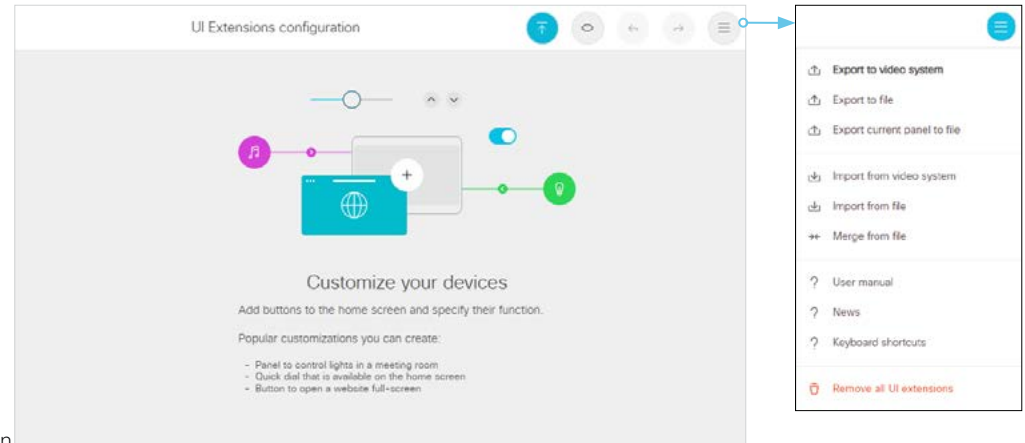 UI Extensions configuration
Customize your devices
Add buttons to the home screen and specify their function.
Popular customizations you can create:
- Panel to control lights in a meeting room
- Quick dial that is available on the home screen
- Button to open a website full-screen
Export to video system
Export to file
Export current panel to file
Import from video system
Import from file
Merge from file
? User manual
? News
? Keyboard shortcuts
Remove all UI extensions
n